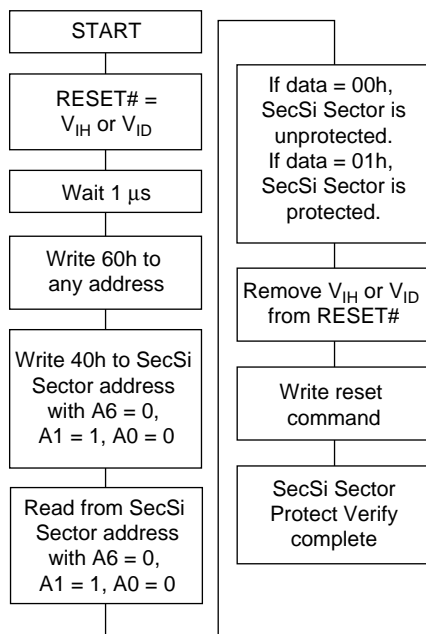 START
RESET# =
VIH or VID
Wait 1 μs
Write 60h to
any address
Write 40h to SecSi
Sector address
with A6 = 0,
A1 = 1, A0 = 0
Read from SecSi
Sector address
with A6 = 0,
A1 = 1, A0 = 0
If data = 00h,
SecSi Sector is
unprotected.
If data = 01h,
SecSi Sector is
protected.
Remove VIH or VID
from RESET#
Write reset
command
SecSi Sector
Protect Verify
complete